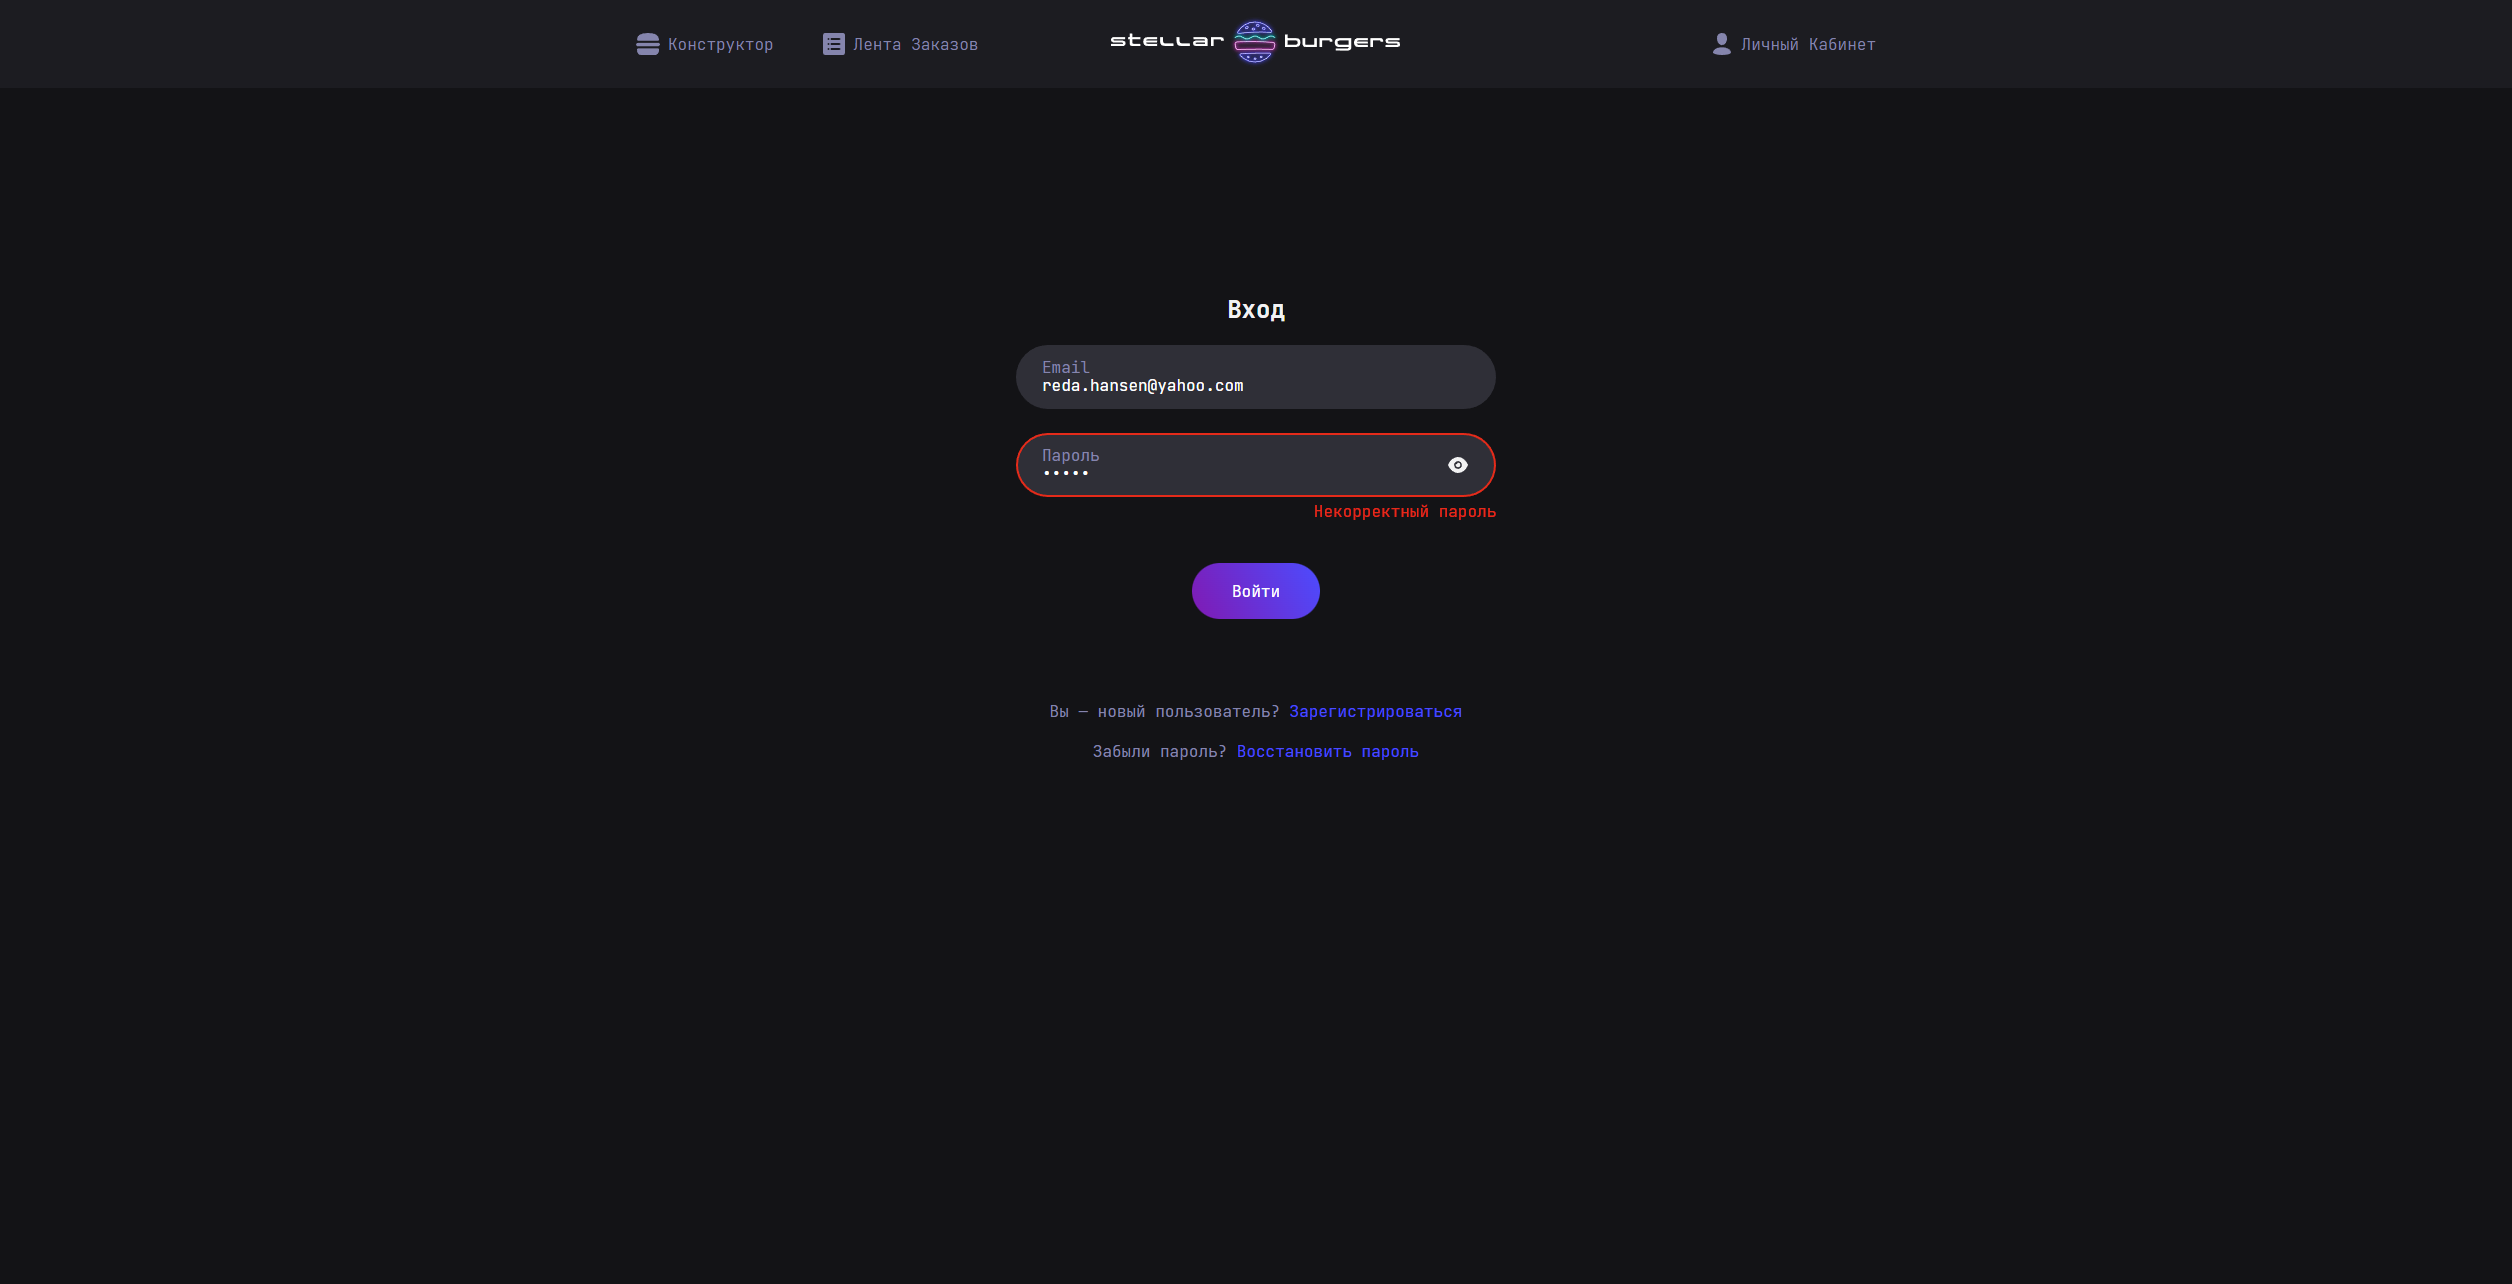 Конструктор
Лента Заказов
stellar burgers
Личный Кабинет
Вход
Email
reda.hansen@yahoo.com
Пароль
•••••
Некорректный пароль
Войти
Вы — новый пользователь? Зарегистрироваться
Забыли пароль? Восстановить пароль